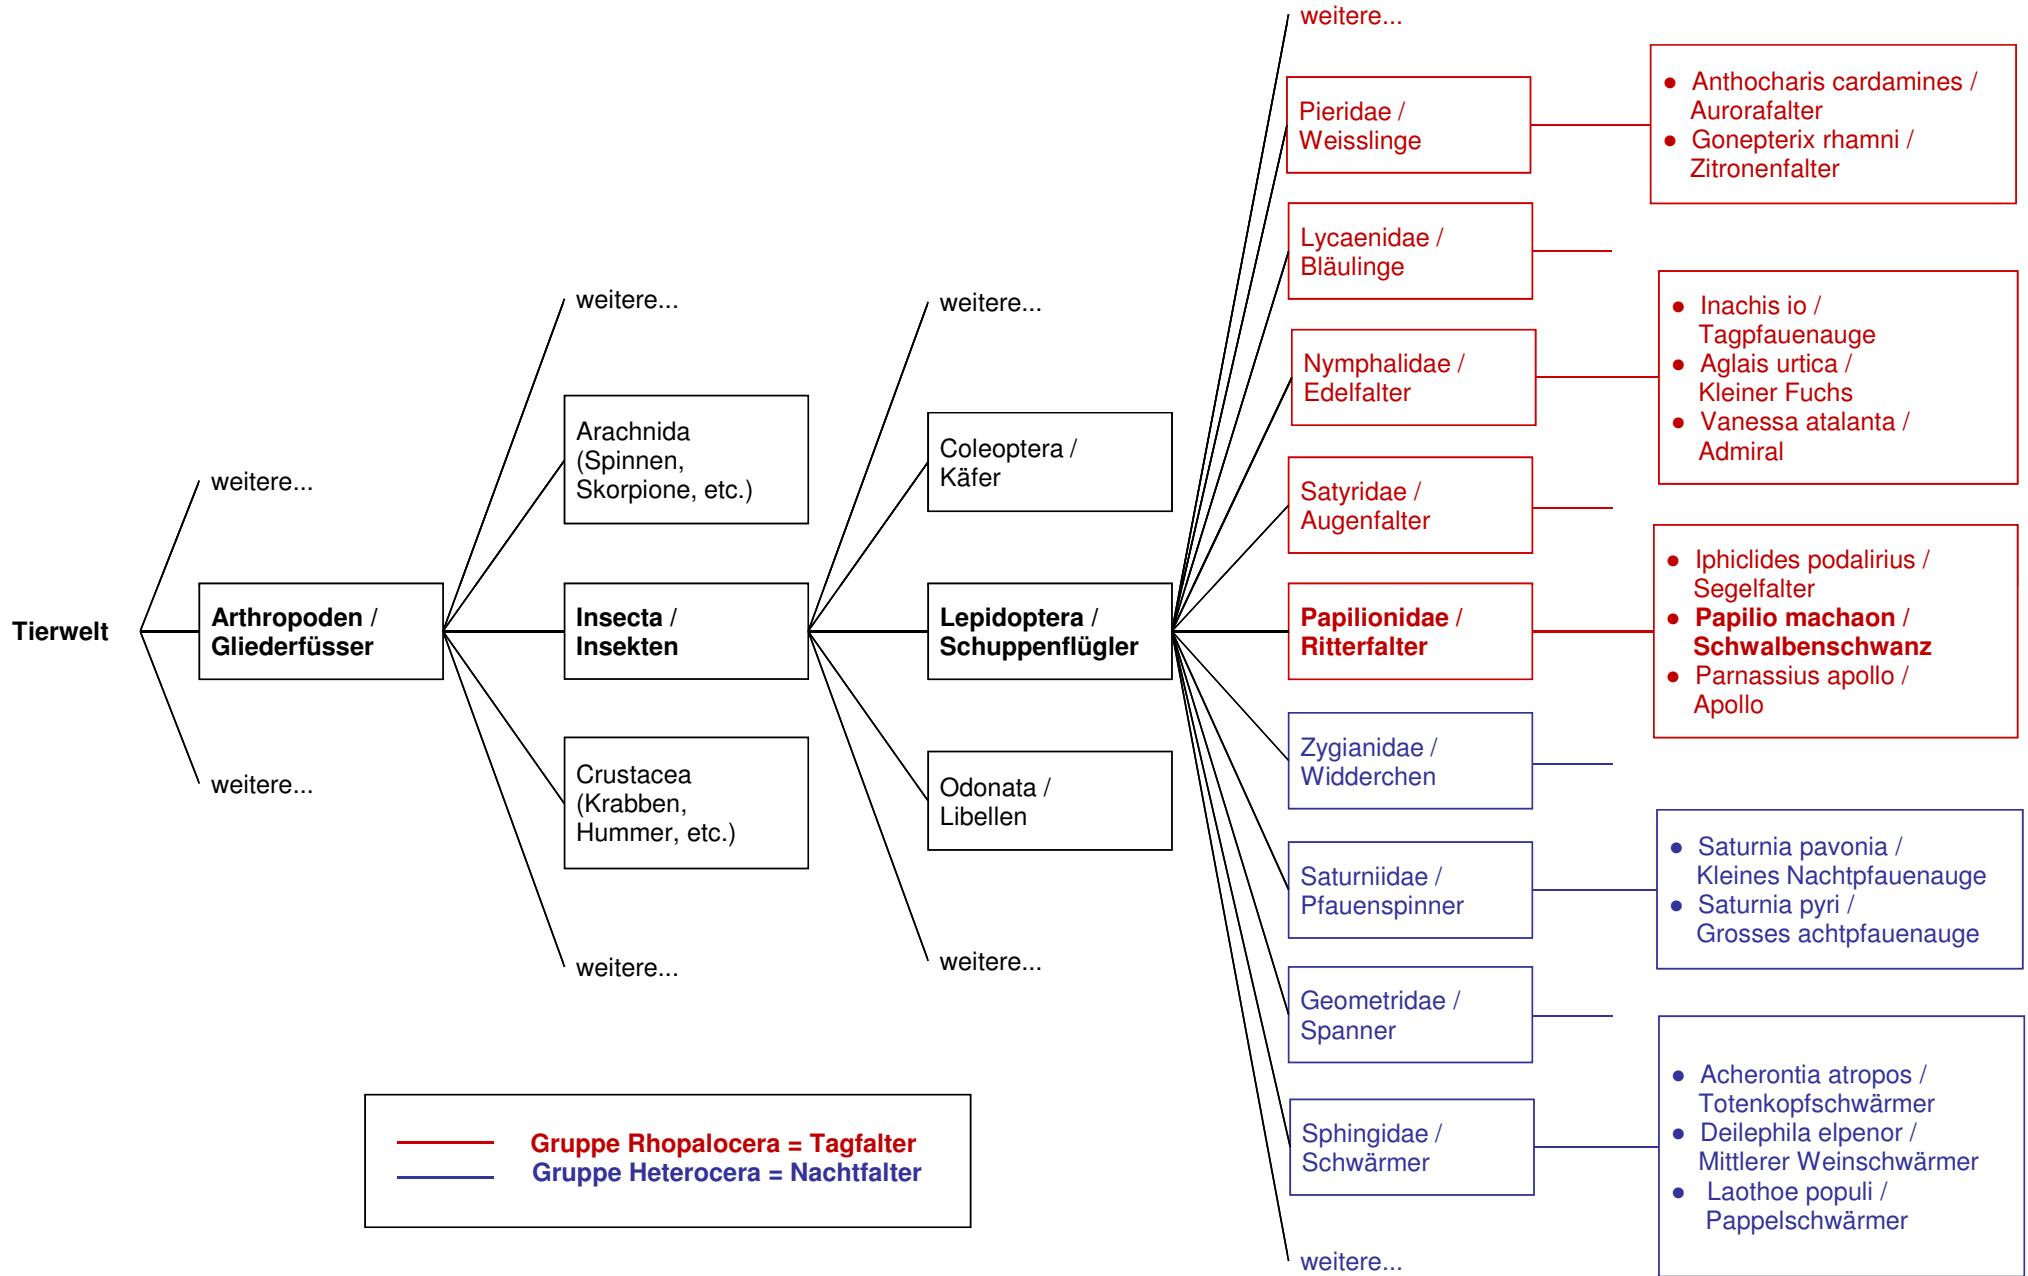 Tierwelt
weitere...
Arthropoden /
Gliederfüsser
weitere...
weitere...
Arachnida
(Spinnen,
Skorpione, etc.)
Insecta /
Insekten
Crustacea
(Krabben,
Hummer, etc.)
weitere...
weitere...
Coleoptera /
Käfer
Lepidoptera /
Schuppenflügler
Odonata /
Libellen
weitere...
weitere...
Pieridae /
Weisslinge
Lycaenidae /
Bläulinge
Nymphalidae /
Edelfalter
Satyridae /
Augenfalter
Papilionidae /
Ritterfalter
Zygianidae /
Widderchen
Saturniidae /
Pfauenspinner
Geometridae /
Spanner
Sphingidae /
Schwärmer
weitere...
● Anthocharis cardamines /
Aurorafalter
● Gonepterix rhamni /
Zitronenfalter
● Inachis io /
Tagpfauenauge
● Aglais urtica /
Kleiner Fuchs
● Vanessa atalanta /
Admiral
● Iphiclides podalirius /
Segelfalter
● Papilio machaon /
Schwalbenschwanz
● Parnassius apollo /
Apollo
● Saturnia pavonia /
Kleines Nachtpfauenauge
● Saturnia pyri /
Grosses achtpfauenauge
● Acherontia atropos /
Totenkopfschwärmer
● Deilephila elpenor /
Mittlerer Weinschwärmer
● Laothoe populi /
Pappelschwärmer
Gruppe Rhopalocera = Tagfalter
Gruppe Heterocera = Nachtfalter